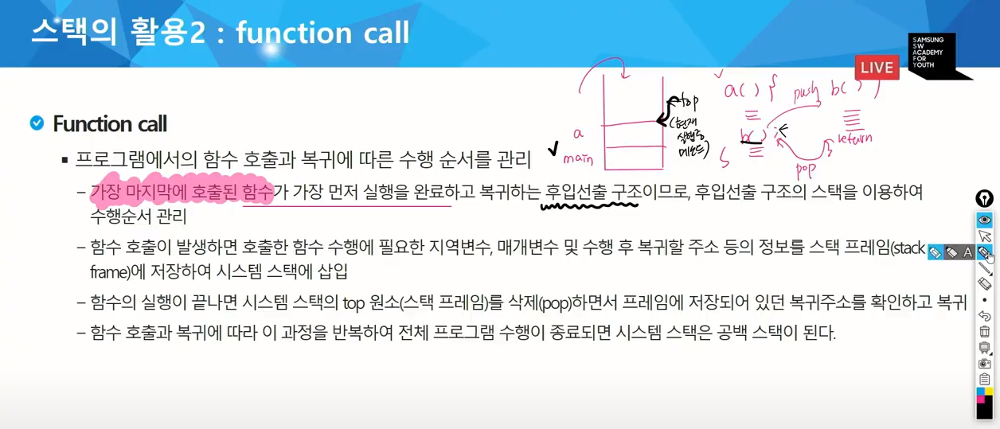 스택의 활용2 : function call
SAMSUNG
SW
ACADEMY
FOR
YOUTH
LIVE
Function call
▪ 프로그램에서의 함수 호출과 복귀에 따른 수행 순서를 관리
– 가장 마지막에 호출된 함수가 가장 먼저 실행을 완료하고 복귀하는 후입선출 구조이므로, 후입선출 구조의 스택을 이용하여
수행순서 관리
– 함수 호출이 발생하면 호출한 함수 수행에 필요한 지역변수, 매개변수 및 수행 후 복귀할 주소 등의 정보를 스택 프레임(stack
frame)에 저장하여 시스템 스택에 삽입
– 함수의 실행이 끝나면 시스템 스택의 top 원소(스택 프레임)를 삭제(pop)하면서 프레임에 저장되어 있던 복귀주소를 확인하고 복귀
– 함수 호출과 복귀에 따라 이 과정을 반복하여 전체 프로그램 수행이 종료되면 시스템 스택은 공백 스택이 된다.
a
main
top
(현재
실행중
메소드)
a( ) {
b( ) ;
push
b( )
return
pop
A